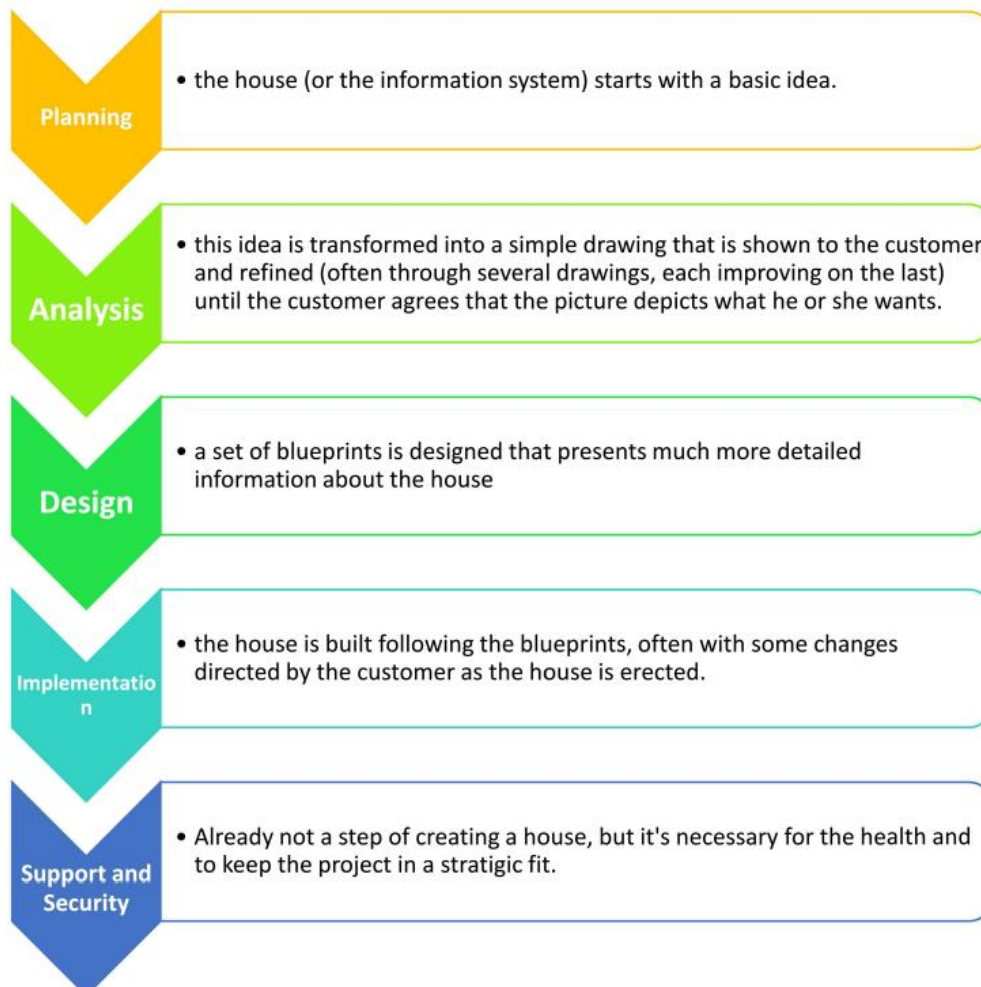 Planning
• the house (or the information system) starts with a basic idea.
Analysis
• this idea is transformed into a simple drawing that is shown to the customer
and refined (often through several drawings, each improving on the last)
until the customer agrees that the picture depicts what he or she wants.
Design
• a set of blueprints is designed that presents much more detailed
information about the house
Implementatio
n
• the house is built following the blueprints, often with some changes
directed by the customer as the house is erected.
Support and
Security
• Already not a step of creating a house, but it's necessary for the health and
to keep the project in a stratigic fit.